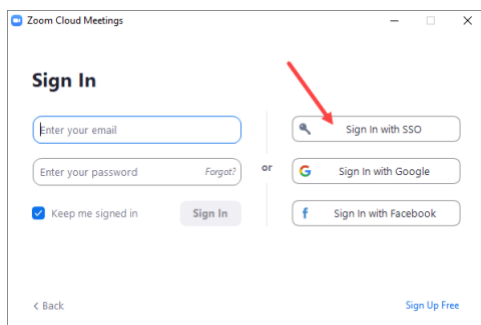 Zoom Cloud Meetings
Sign In
Enter your email
Enter your password
Forgot?
Keep me signed in
Sign In
or
Sign In with SSO
Sign In with Google
Sign In with Facebook
< Back
Sign Up Free